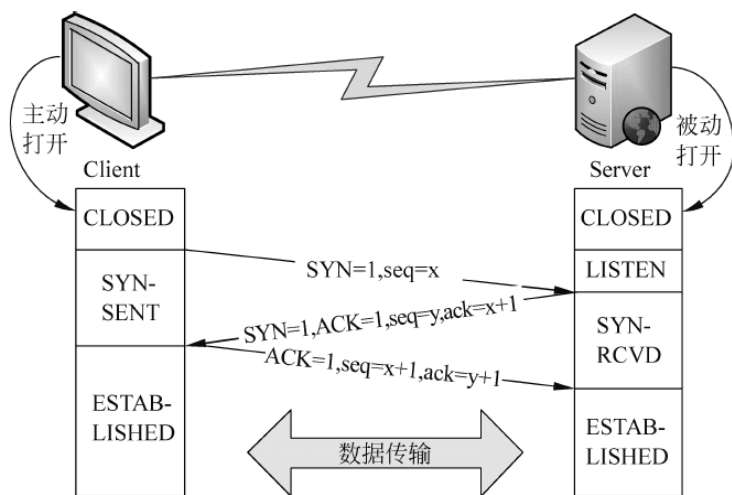 主动
打开
Client
Server
被动
打开
CLOSED
CLOSED
SYN=1,seq=x
LISTEN
SYN-
SENT
SYN=1,ACK=1,seq=y,ack=x+1
SYN-
RCVD
ACK=1,seq=x+1,ack=y+1
ESTAB-
LISHED
数据传输
ESTAB-
LISHED